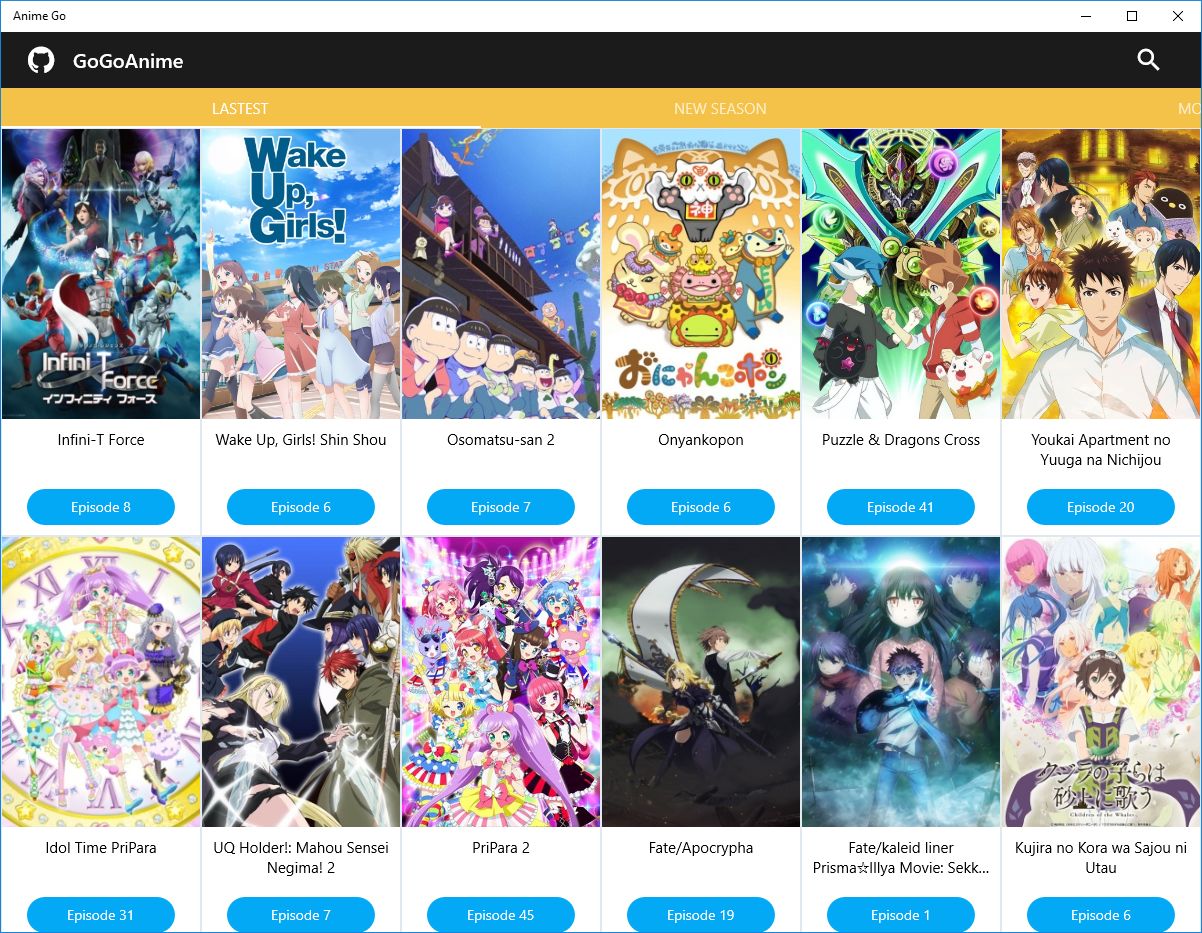 Anime Go
GoGoAnime
LASTEST
NEW SEASON
MO
Infini T
Force
インフィニティ フォース
Wake
Up,
Girls!
神
おにゃんこポン
Infini-T Force
Wake Up, Girls! Shin Shou
Osomatsu-san 2
Onyankopon
Puzzle & Dragons Cross
Youkai Apartment no
Yuuga na Nichijou
Episode 8
Episode 6
Episode 7
Episode 6
Episode 41
Episode 20
クジラの子らは
砂上に歌う
Children of the Whales
Idol Time PriPara
UQ Holder!: Mahou Sensei
Negima! 2
PriPara 2
Fate/Apocrypha
Fate/kaleid liner
Prisma☆Illya Movie: Sekk...
Kujira no Kora wa Sajou ni
Utau
Episode 31
Episode 7
Episode 45
Episode 19
Episode 1
Episode 6